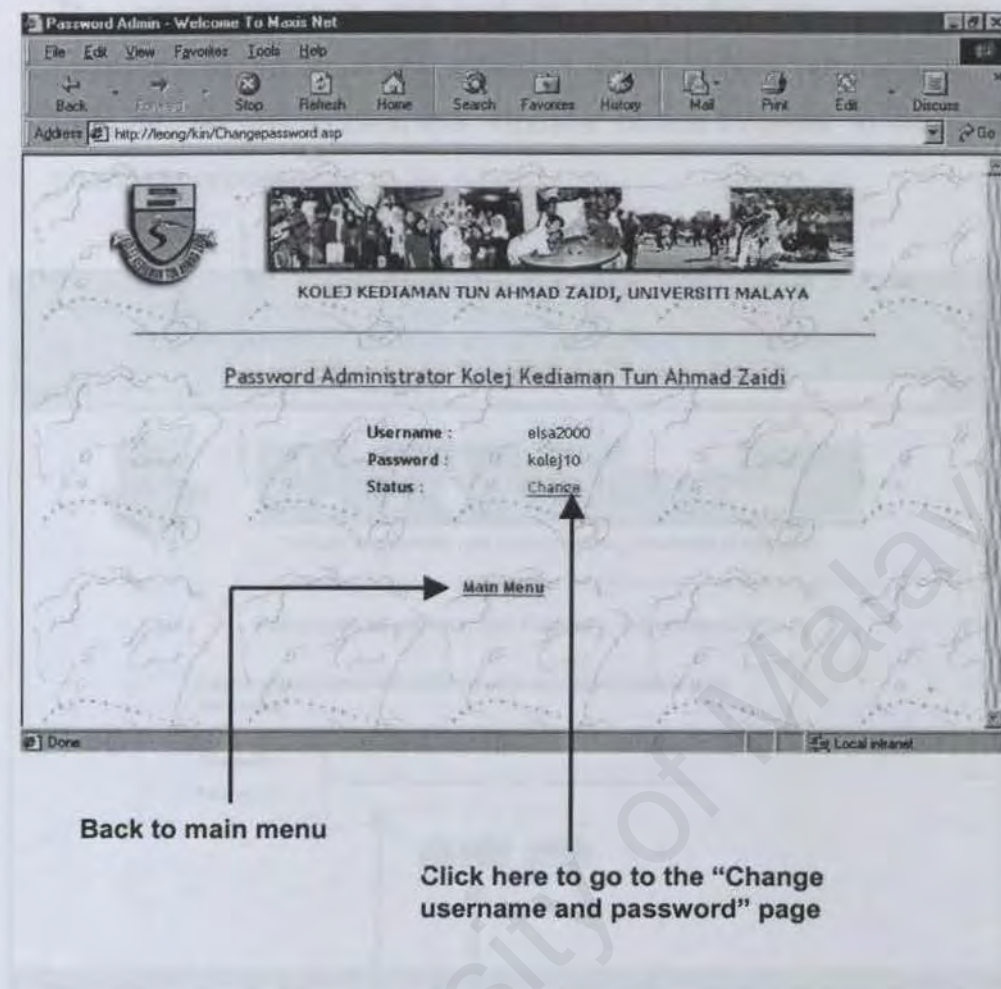 Password Admin - Welcome To Maxis Net
File Edit View Favorites Tools Help
Back Forward Stop Refresh Home Search Favorites History Mail Print Edit Discuss
Address http://leong/kin/Changepassword.asp Go
KOLEJ KEDIAMAN TUN AHMAD ZAIDI, UNIVERSITI MALAYA
Password Administrator Kolej Kediaman Tun Ahmad Zaidi
Username : elsa2000
Password : kolej10
Status : Change
Main Menu
Done Local intranet
Back to main menu
Click here to go to the “Change
username and password” page